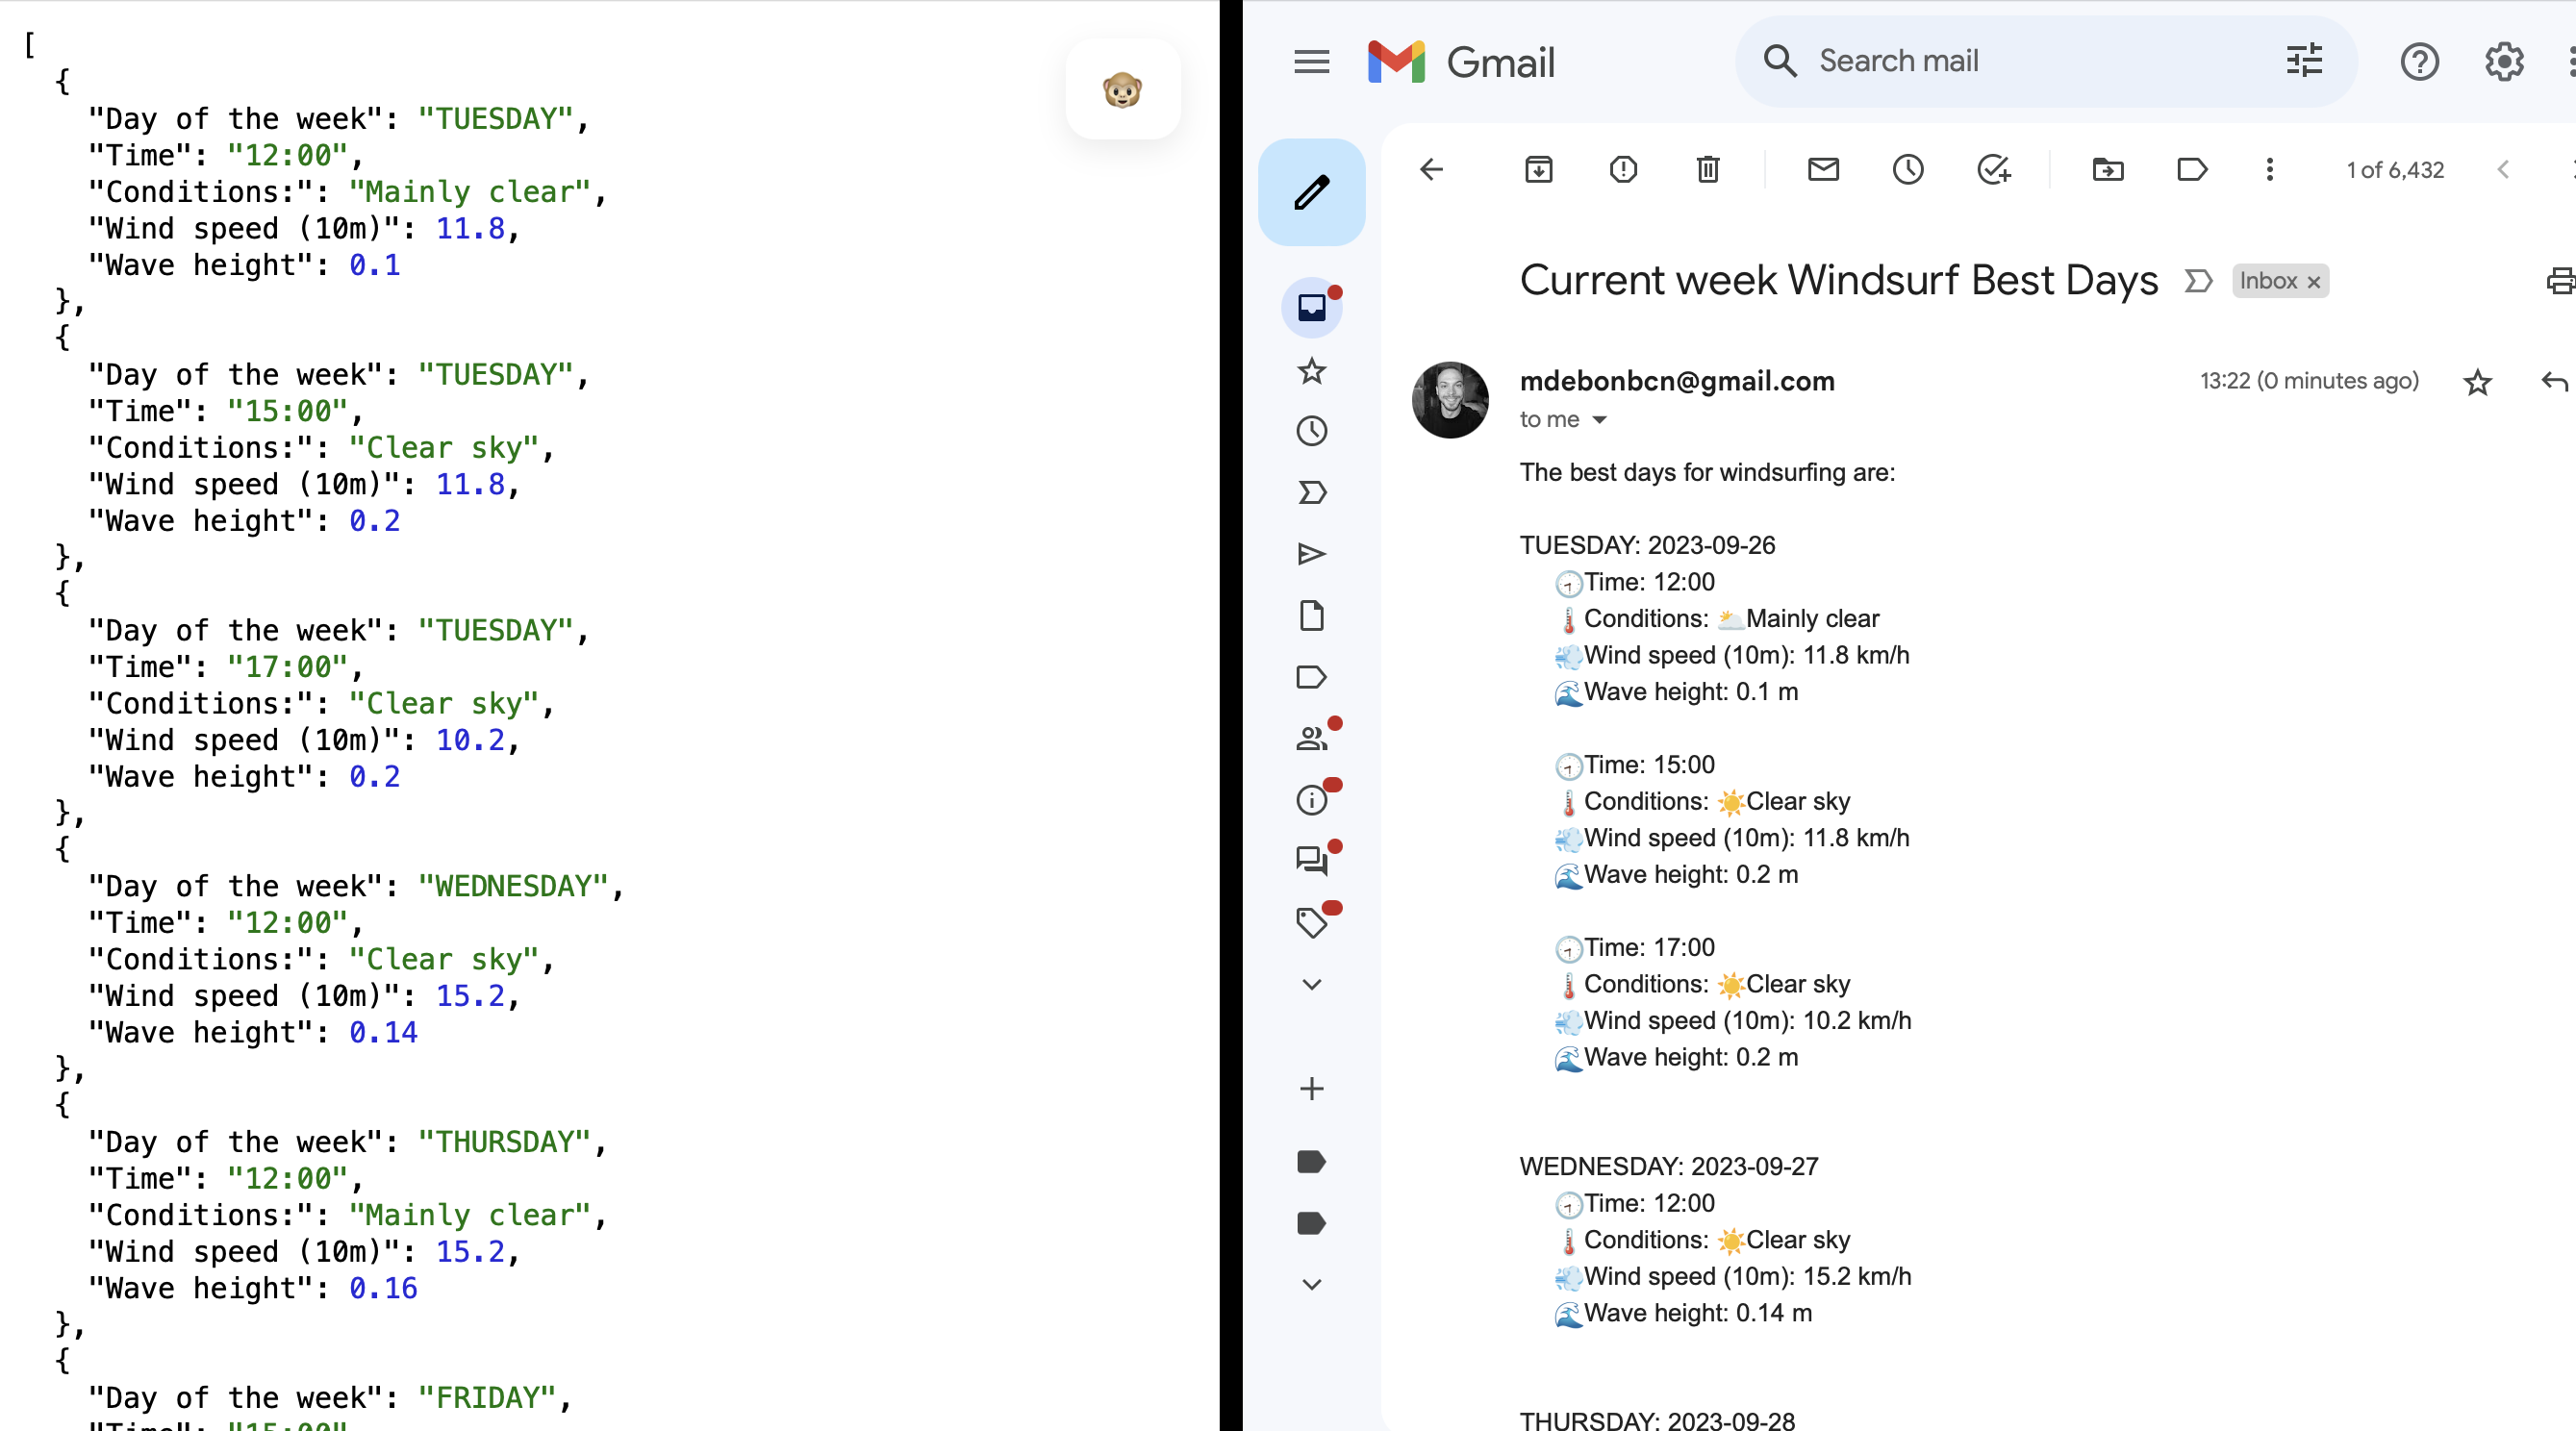 [
{
"Day of the week": "TUESDAY",
"Time": "12:00",
"Conditions:": "Mainly clear",
"Wind speed (10m)": 11.8,
"Wave height": 0.1
},
{
"Day of the week": "TUESDAY",
"Time": "15:00",
"Conditions:": "Clear sky",
"Wind speed (10m)": 11.8,
"Wave height": 0.2
},
{
"Day of the week": "TUESDAY",
"Time": "17:00",
"Conditions:": "Clear sky",
"Wind speed (10m)": 10.2,
"Wave height": 0.2
},
{
"Day of the week": "WEDNESDAY",
"Time": "12:00",
"Conditions:": "Clear sky",
"Wind speed (10m)": 15.2,
"Wave height": 0.14
},
{
"Day of the week": "THURSDAY",
"Time": "12:00",
"Conditions:": "Mainly clear",
"Wind speed (10m)": 15.2,
"Wave height": 0.16
},
{
"Day of the week": "FRIDAY",
"Time": "15:00"
Gmail
Search mail
1 of 6,432
Current week Windsurf Best Days
Inbox ×
mdebonbcn@gmail.com
13:22 (0 minutes ago)
to me
The best days for windsurfing are:
TUESDAY: 2023-09-26
🕢Time: 12:00
🌡️Conditions: 🌥️Mainly clear
💨Wind speed (10m): 11.8 km/h
🌊Wave height: 0.1 m
🕢Time: 15:00
🌡️Conditions: ☀️Clear sky
💨Wind speed (10m): 11.8 km/h
🌊Wave height: 0.2 m
🕢Time: 17:00
🌡️Conditions: ☀️Clear sky
💨Wind speed (10m): 10.2 km/h
🌊Wave height: 0.2 m
WEDNESDAY: 2023-09-27
🕢Time: 12:00
🌡️Conditions: ☀️Clear sky
💨Wind speed (10m): 15.2 km/h
🌊Wave height: 0.14 m
THURSDAY: 2023-09-28